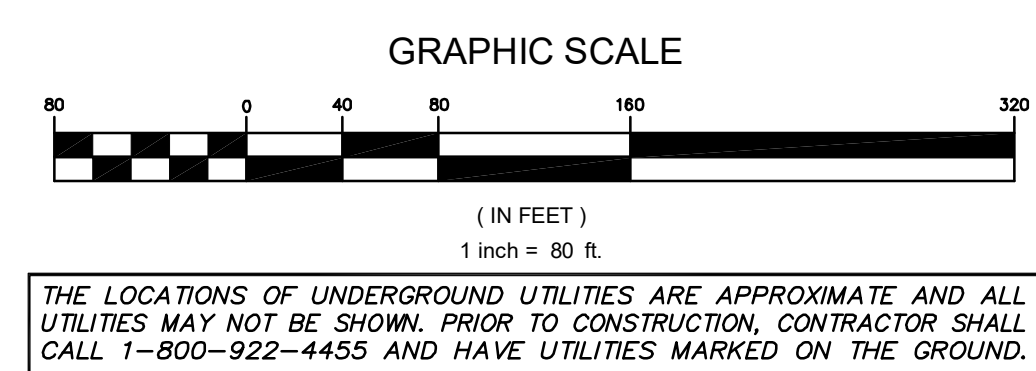 GRAPHIC SCALE
80 0 40 80 160 320
( IN FEET )
1 inch = 80 ft.
THE LOCATIONS OF UNDERGROUND UTILITIES ARE APPROXIMATE AND ALL
UTILITIES MAY NOT BE SHOWN. PRIOR TO CONSTRUCTION, CONTRACTOR SHALL
CALL 1-800-922-4455 AND HAVE UTILITIES MARKED ON THE GROUND.